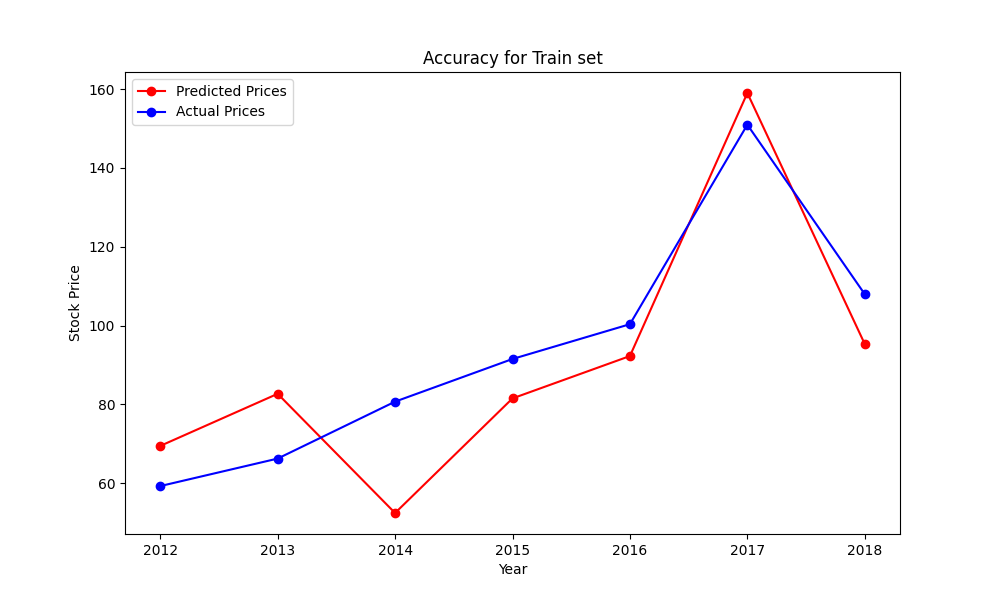 Accuracy for Train set
Predicted Prices
Actual Prices
160
140
120
100
80
60
Stock Price
2012 2013 2014 2015 2016 2017 2018
Year